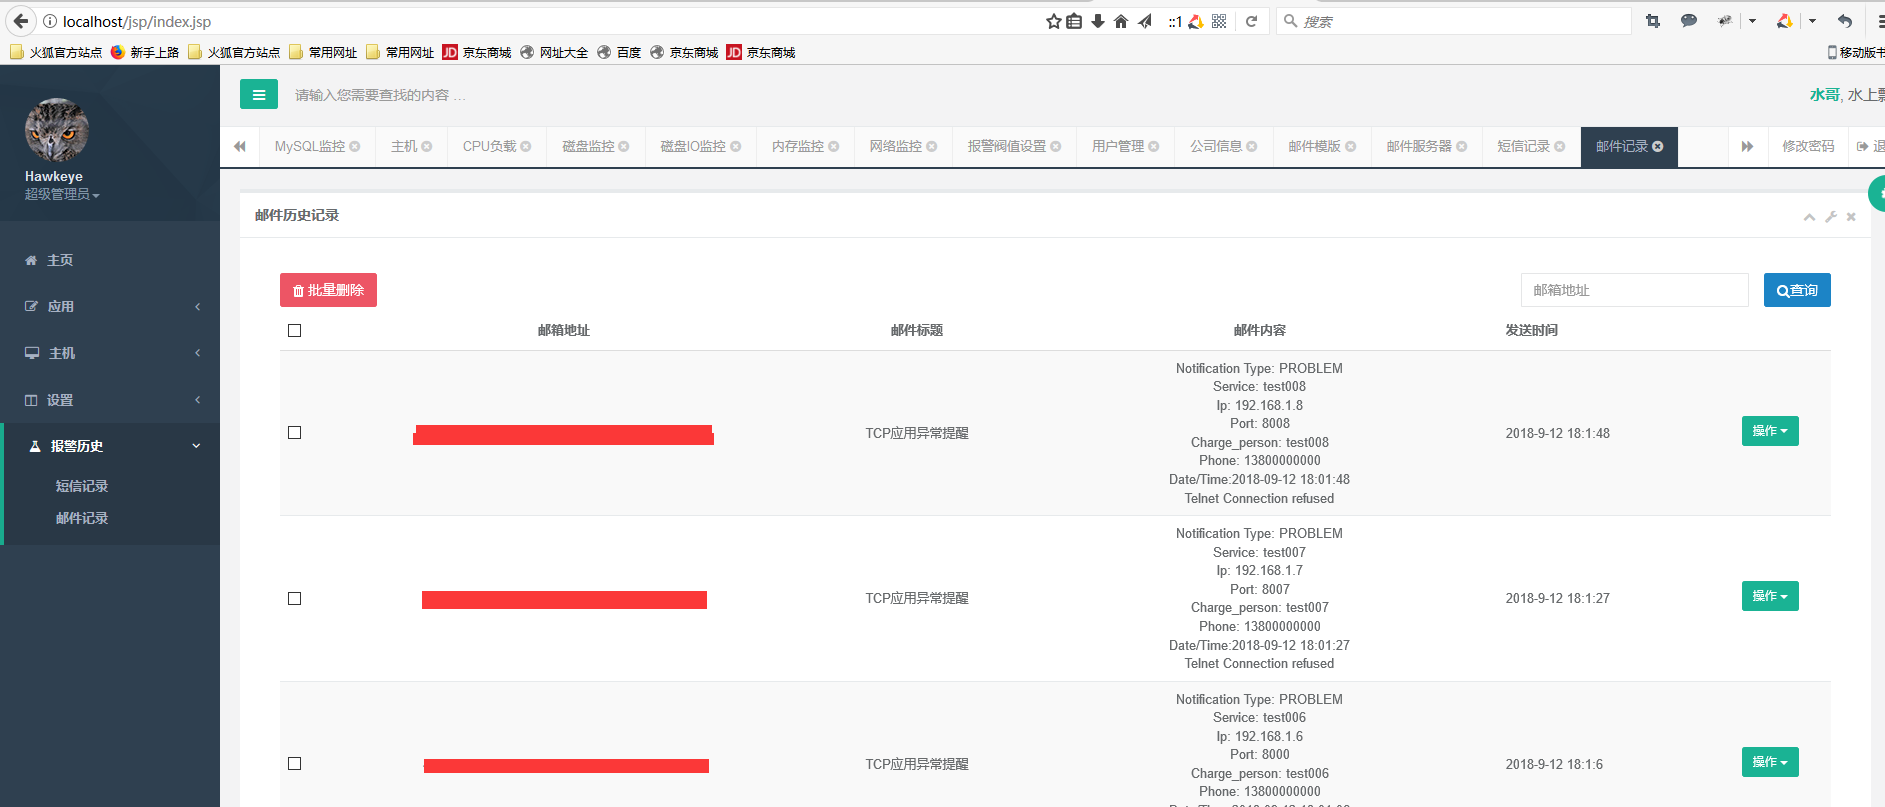 localhost/jsp/index.jsp
::1
搜索
火狐官方站点 新手上路 火狐官方站点 常用网址 常用网址 JD 京东商城 网址大全 百度 京东商城 JD 京东商城
移动版书
请输入您需要查找的内容 …
水哥, 水上
Hawkeye
超级管理员
MySQL监控 主机 CPU负载 磁盘监控 磁盘IO监控 内存监控 网络监控 报警阀值设置 用户管理 公司信息 邮件模版 邮件服务器 短信记录 邮件记录
修改密码
主页
应用
主机
设置
报警历史
短信记录
邮件记录
邮件历史记录
批量删除
邮箱地址
查询
邮箱地址 邮件标题 邮件内容 发送时间
Notification Type: PROBLEM
Service: test008
Ip: 192.168.1.8
Port: 8008
Charge_person: test008
Phone: 13800000000
Date/Time:2018-09-12 18:01:48
Telnet Connection refused
TCP应用异常提醒
2018-9-12 18:1:48
操作
Notification Type: PROBLEM
Service: test007
Ip: 192.168.1.7
Port: 8007
Charge_person: test007
Phone: 13800000000
Date/Time:2018-09-12 18:01:27
Telnet Connection refused
TCP应用异常提醒
2018-9-12 18:1:27
操作
Notification Type: PROBLEM
Service: test006
Ip: 192.168.1.6
Port: 8000
Charge_person: test006
Phone: 13800000000
TCP应用异常提醒
2018-9-12 18:1:6
操作